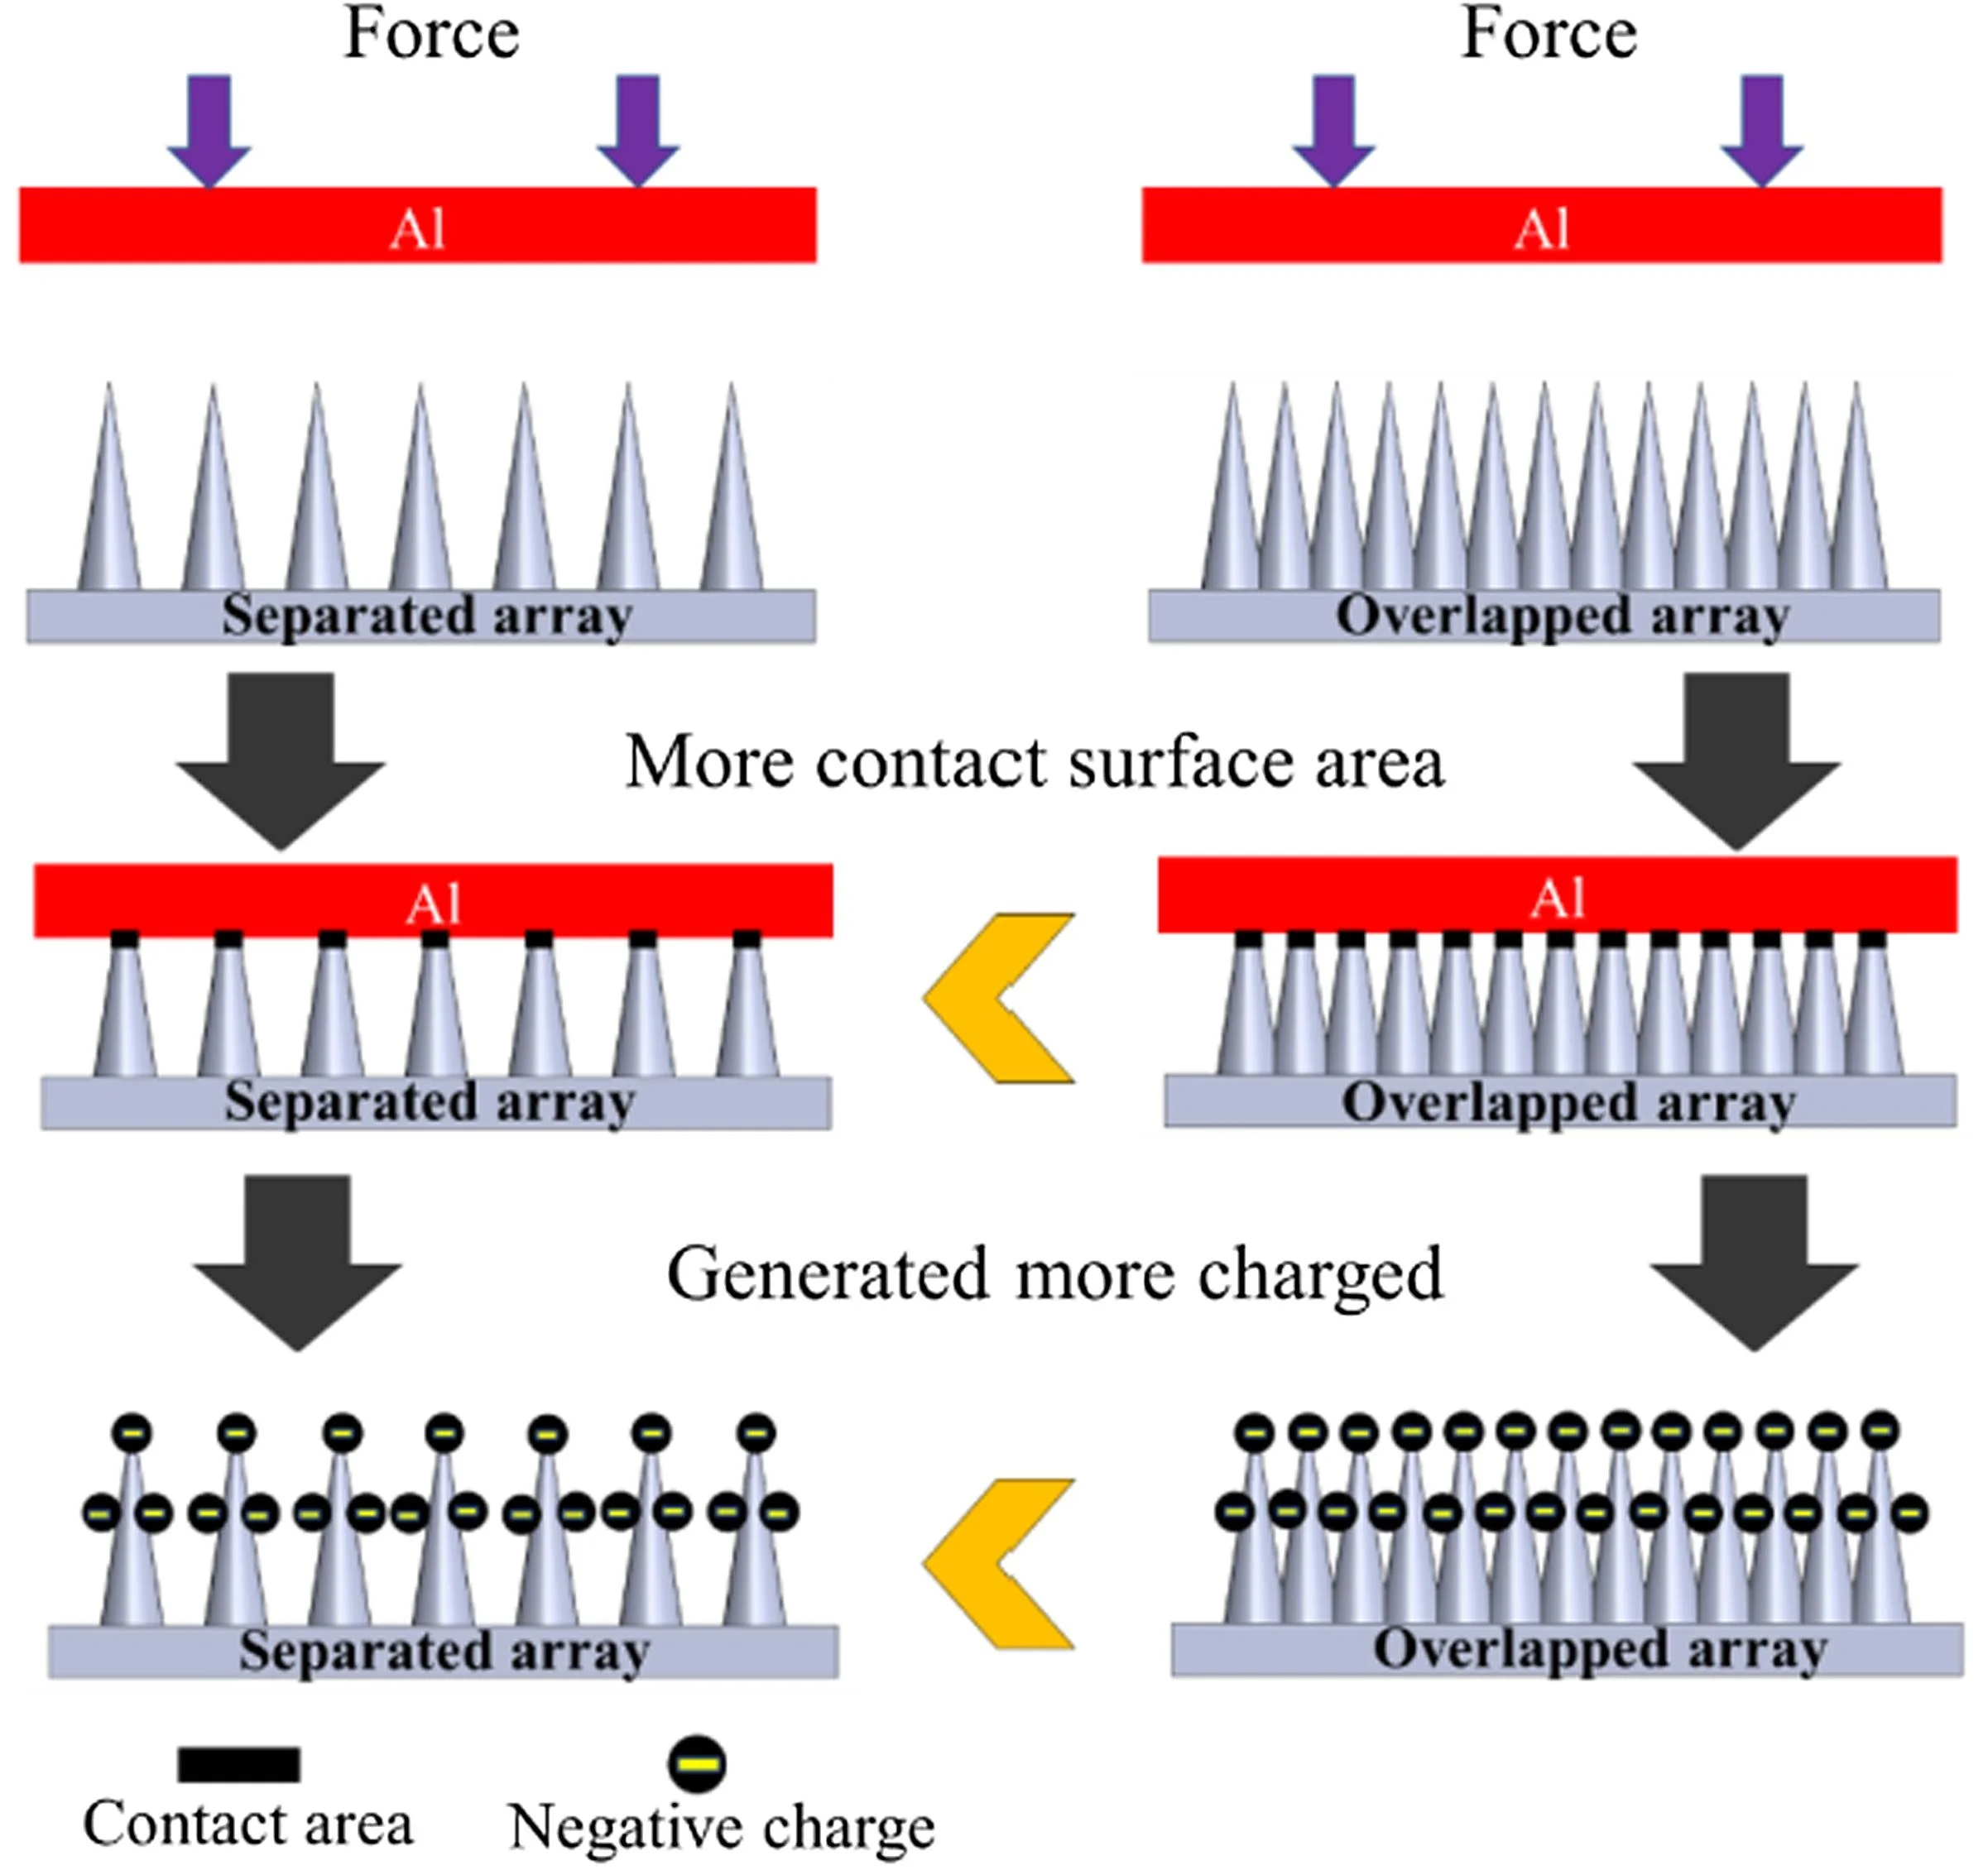 Force
Force
Al
Al
Separated array
Overlapped array
More contact surface area
Al
Al
Separated array
Overlapped array
Generated more charged
Separated array
Overlapped array
Contact area
Negative charge